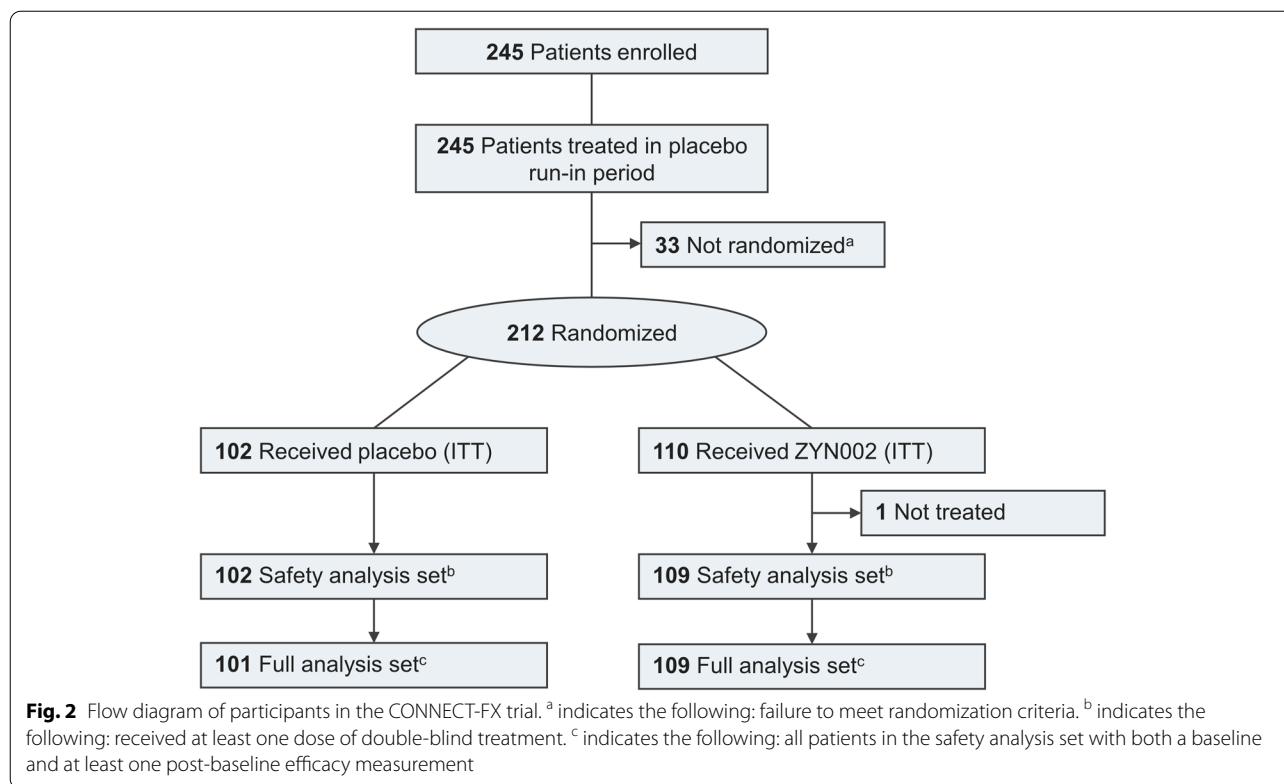 245 Patients enrolled
245 Patients treated in placebo
run-in period
33 Not randomizedᵃ
212 Randomized
102 Received placebo (ITT)
110 Received ZYN002 (ITT)
1 Not treated
102 Safety analysis setᵇ
109 Safety analysis setᵇ
101 Full analysis setᶜ
109 Full analysis setᶜ
Fig. 2 Flow diagram of participants in the CONNECT-FX trial. ᵃ indicates the following: failure to meet randomization criteria. ᵇ indicates the
following: received at least one dose of double-blind treatment. ᶜ indicates the following: all patients in the safety analysis set with both a baseline
and at least one post-baseline efficacy measurement